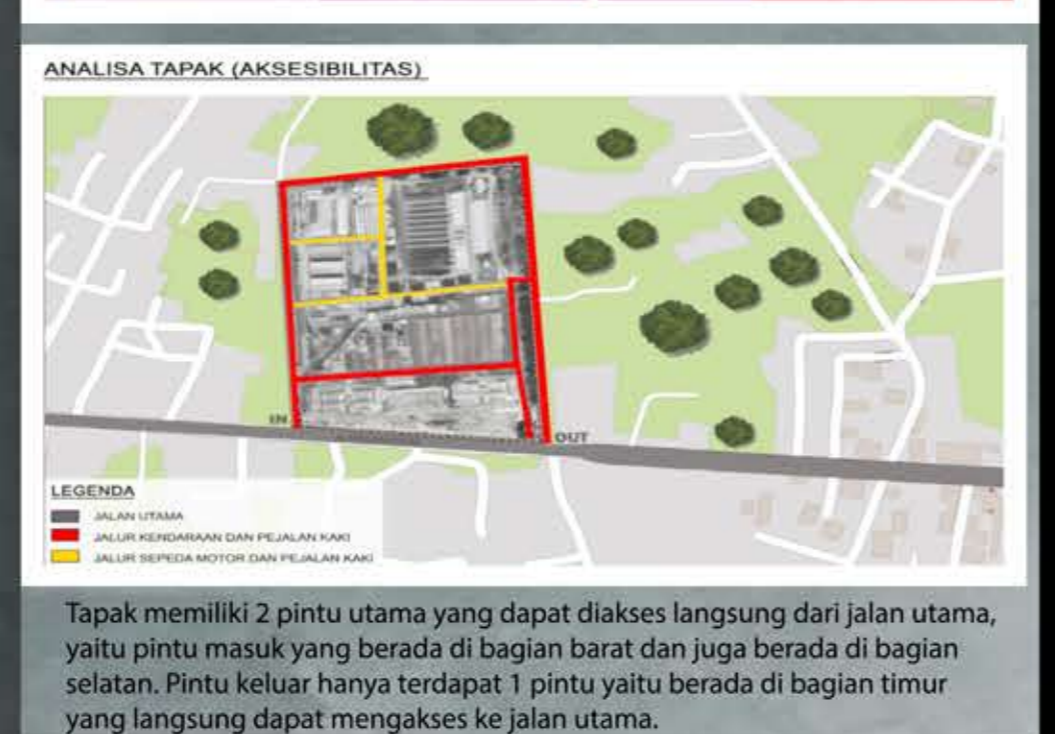 ANALISA TAPAK (AKSESIBILITAS)
IN
OUT
LEGENDA
JALAN UTAMA
JALUR KENDARAAN DAN PEJALAN KAKI
JALUR SEPEDA MOTOR DAN PEJALAN KAKI
Tapak memiliki 2 pintu utama yang dapat diakses langsung dari jalan utama,
yaitu pintu masuk yang berada di bagian barat dan juga berada di bagian
selatan. Pintu keluar hanya terdapat 1 pintu yaitu berada di bagian timur
yang langsung dapat mengakses ke jalan utama.